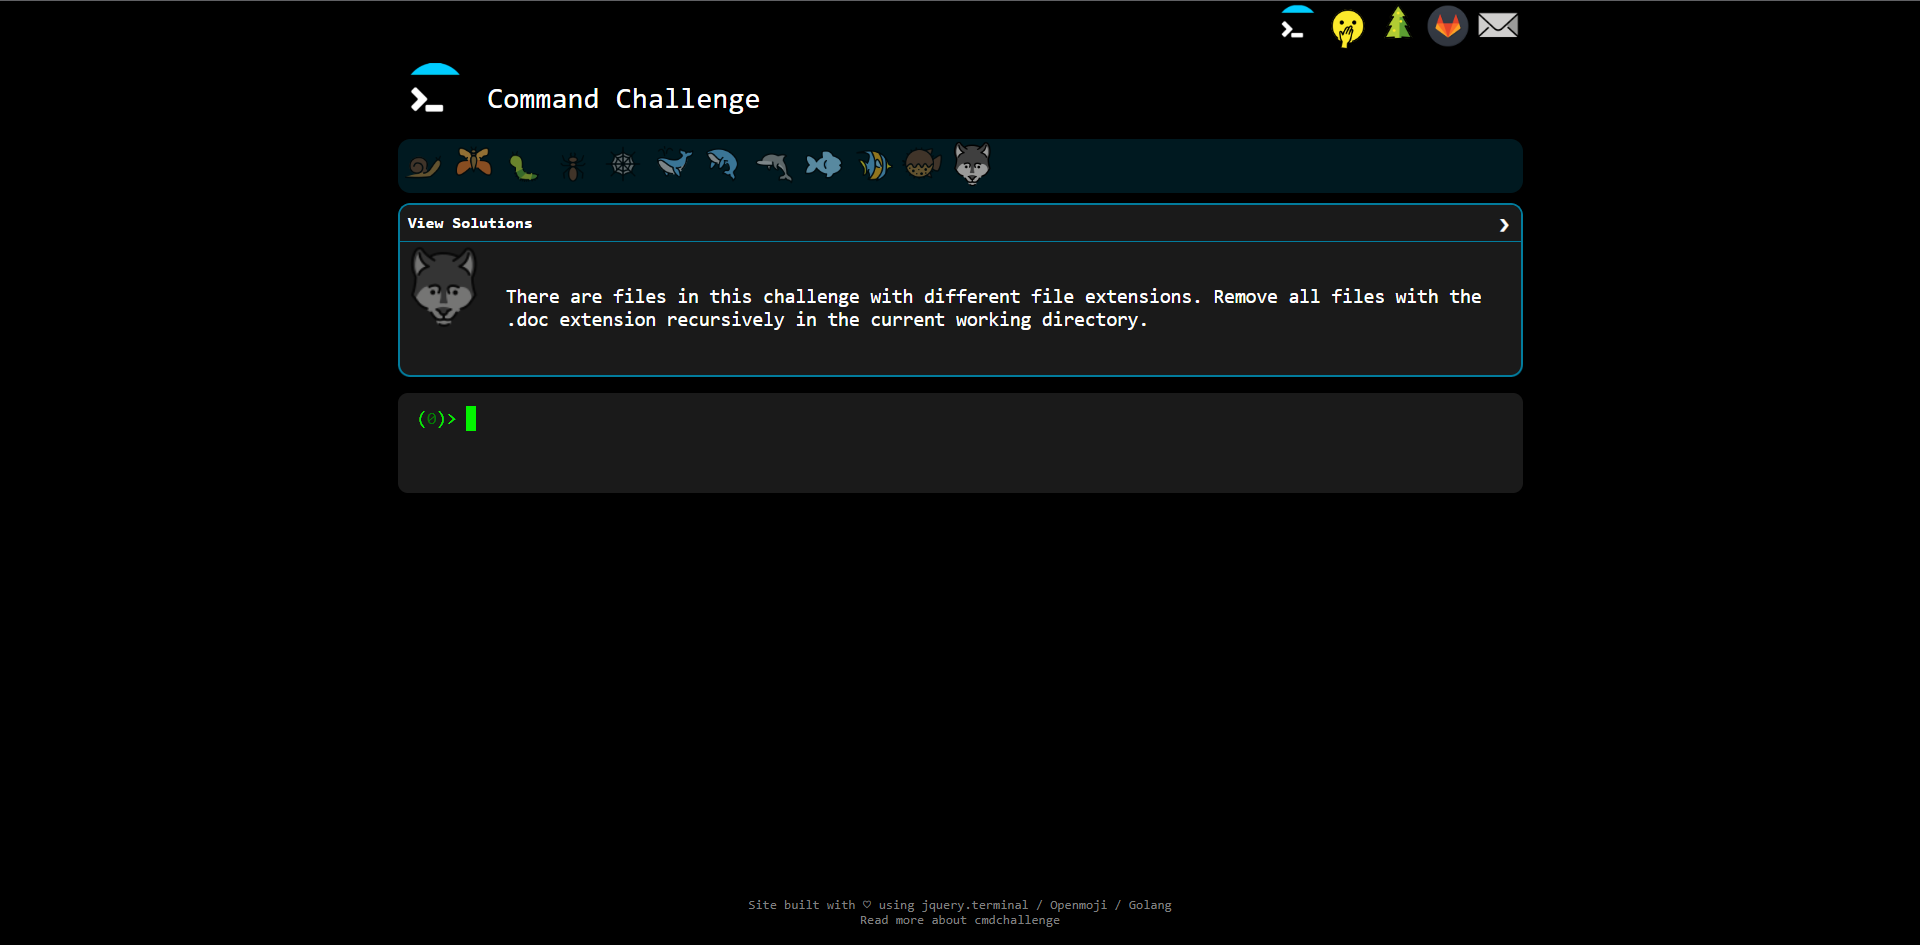 Command Challenge
View Solutions
There are files in this challenge with different file extensions. Remove all files with the
.doc extension recursively in the current working directory.
(0)>
Site built with ♡ using jquery.terminal / Openmoji / Golang
Read more about cmdchallenge